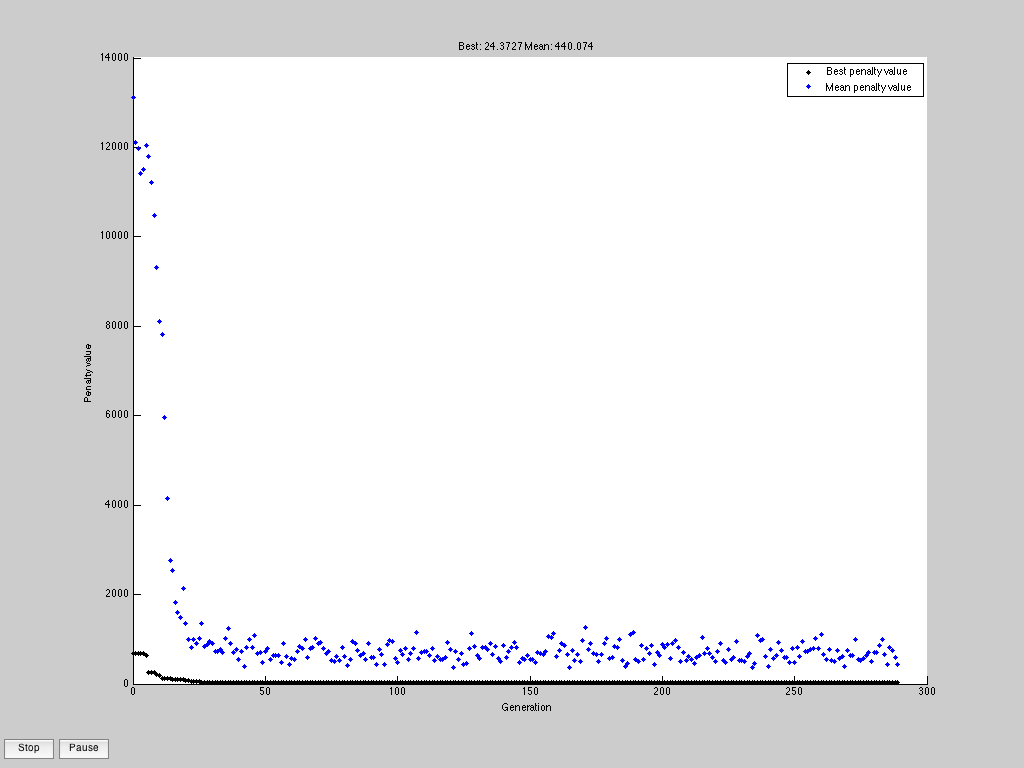 Best: 24.3727 Mean: 440.074
14000
12000
10000
8000
6000
4000
2000
0
Penalty value
Best penalty value
Mean penalty value
0 50 100 150 200 250 300
Generation
Stop Pause